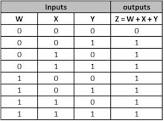 Inputs outputs
W X Y Z = W + X + Y
0 0 0 0
0 0 1 1
0 1 0 1
0 1 1 1
1 0 0 1
1 0 1 1
1 1 0 1
1 1 1 1